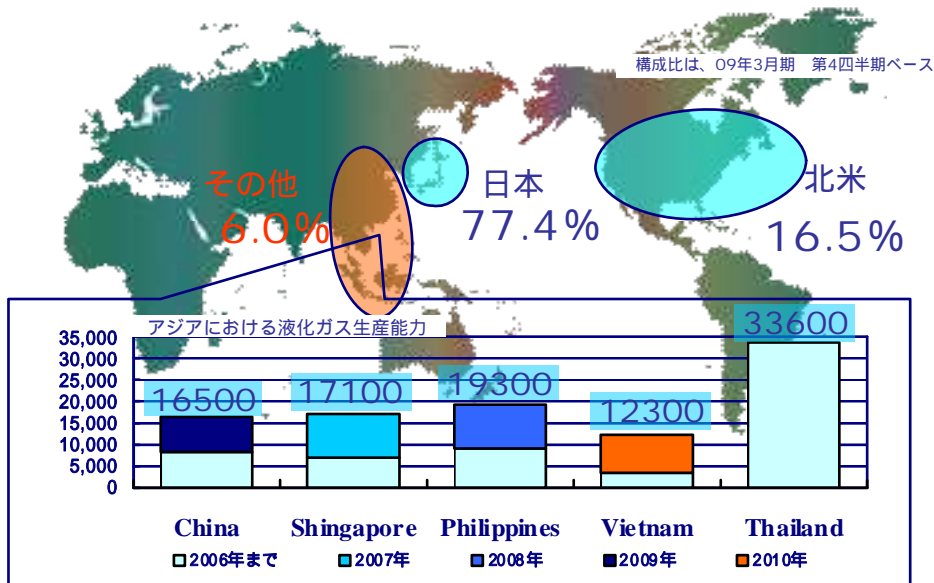 構成比は、09年3月期 第4四半期ベース
その他
6.0%
日本
77.4%
北米
16.5%
アジアにおける液化ガス生産能力
35,000
30,000
25,000
20,000
15,000
10,000
5,000
0
16500
17100
19300
12300
33600
China Shingapore Philippines Vietnam Thailand
2006年まで 2007年 2008年 2009年 2010年